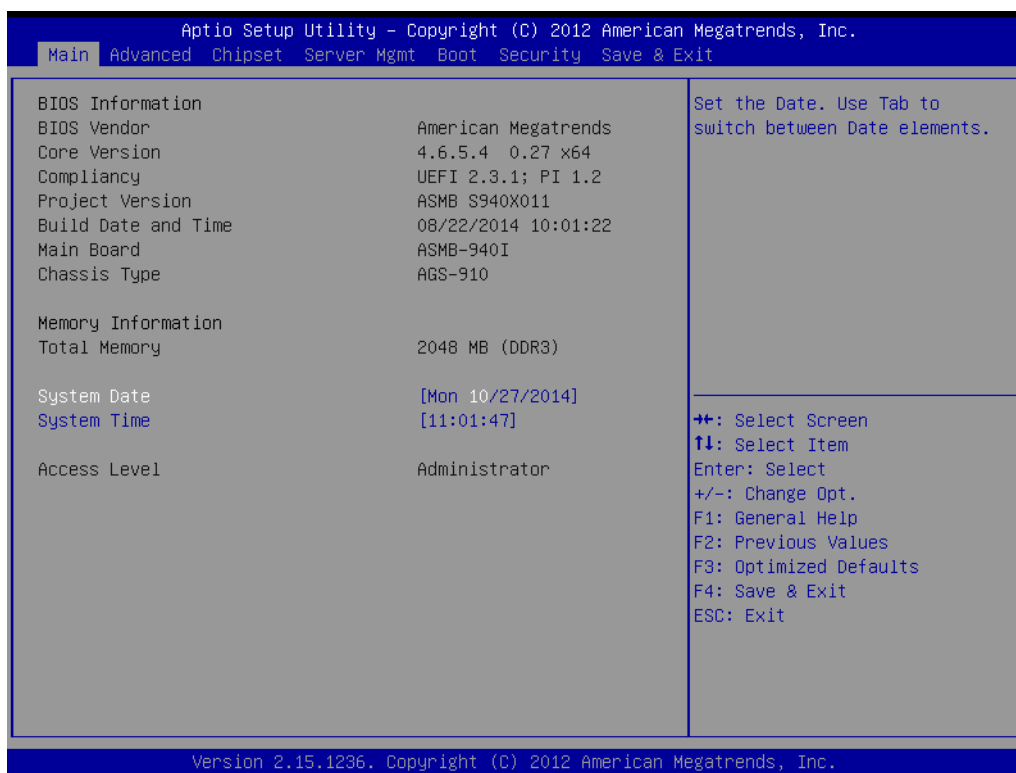 Aptio Setup Utility – Copyright (C) 2012 American Megatrends, Inc.
Main Advanced Chipset Server Mgmt Boot Security Save & Exit
BIOS Information
BIOS Vendor American Megatrends
Core Version 4.6.5.4 0.27 x64
Compliancy UEFI 2.3.1; PI 1.2
Project Version ASMB S940X011
Build Date and Time 08/22/2014 10:01:22
Main Board ASMB-940I
Chassis Type AGS-910
Memory Information
Total Memory 2048 MB (DDR3)
System Date [Mon 10/27/2014]
System Time [11:01:47]
Access Level Administrator
Set the Date. Use Tab to
switch between Date elements.
→←: Select Screen
↑↓: Select Item
Enter: Select
+/-: Change Opt.
F1: General Help
F2: Previous Values
F3: Optimized Defaults
F4: Save & Exit
ESC: Exit
Version 2.15.1236. Copyright (C) 2012 American Megatrends, Inc.